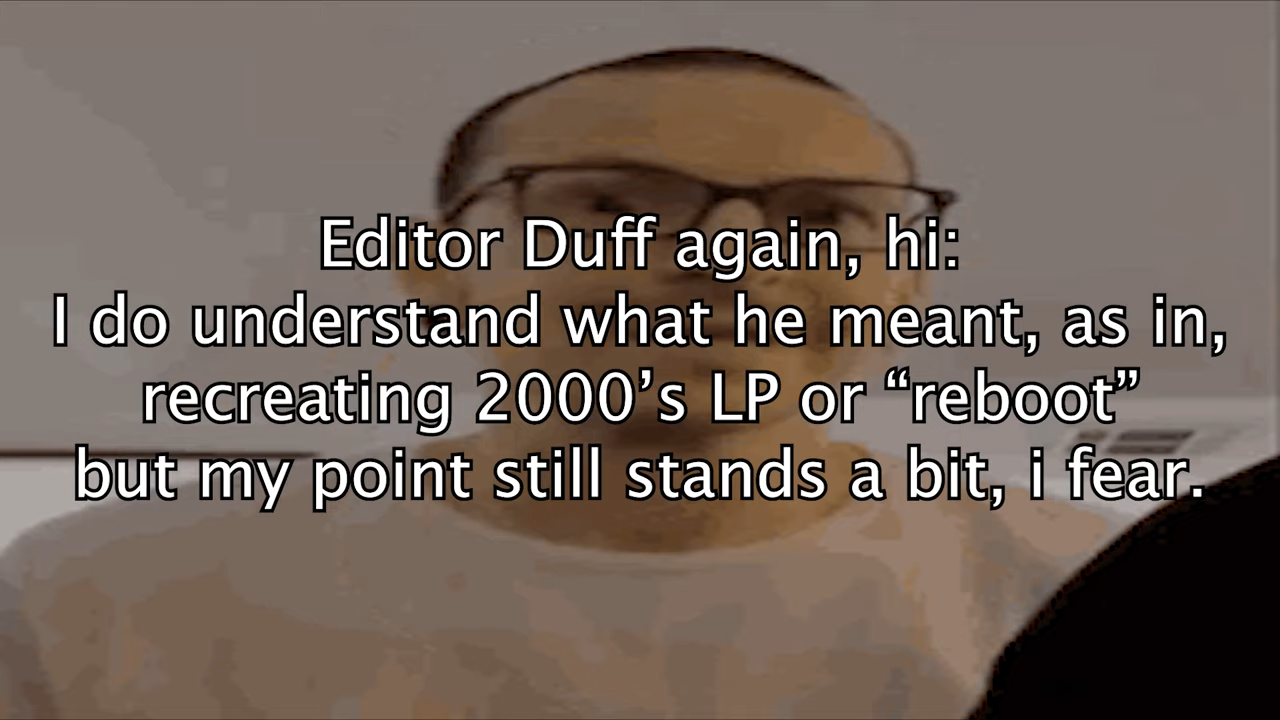 Editor Duff again, hi:
I do understand what he meant, as in,
recreating 2000’s LP or “reboot”
but my point still stands a bit, i fear.